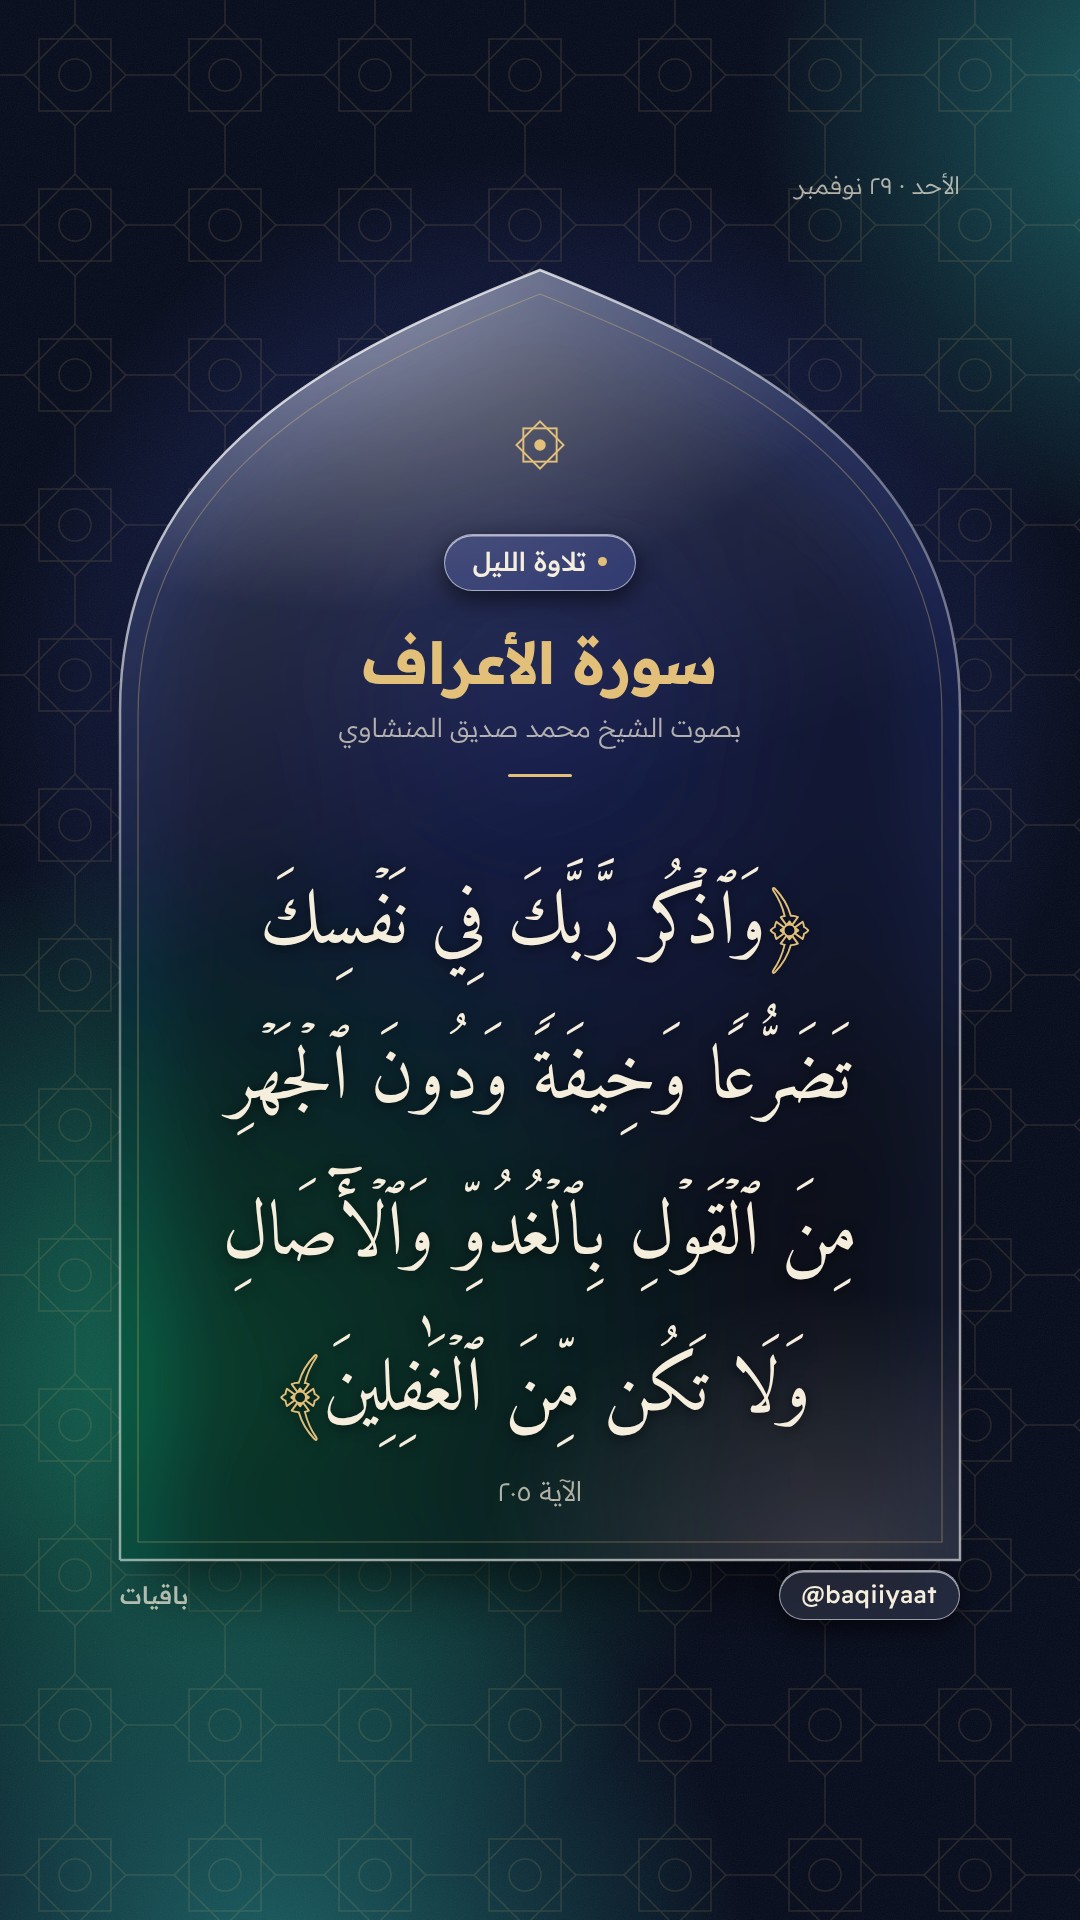 الأحد · ٢٩ نوفمبر
تلاوة الليل
سورة الأعراف
بصوت الشيخ محمد صديق المنشاوي
﴿وَٱذۡكُر رَّبَّكَ فِي نَفۡسِكَ
تَضَرُّعٗا وَخِيفَةٗ وَدُونَ ٱلۡجَهۡرِ
مِنَ ٱلۡقَوۡلِ بِٱلۡغُدُوِّ وَٱلۡأٓصَالِ
وَلَا تَكُن مِّنَ ٱلۡغَٰفِلِينَ﴾
الآية ٢٠٥
@baqiiyaat
باقيات